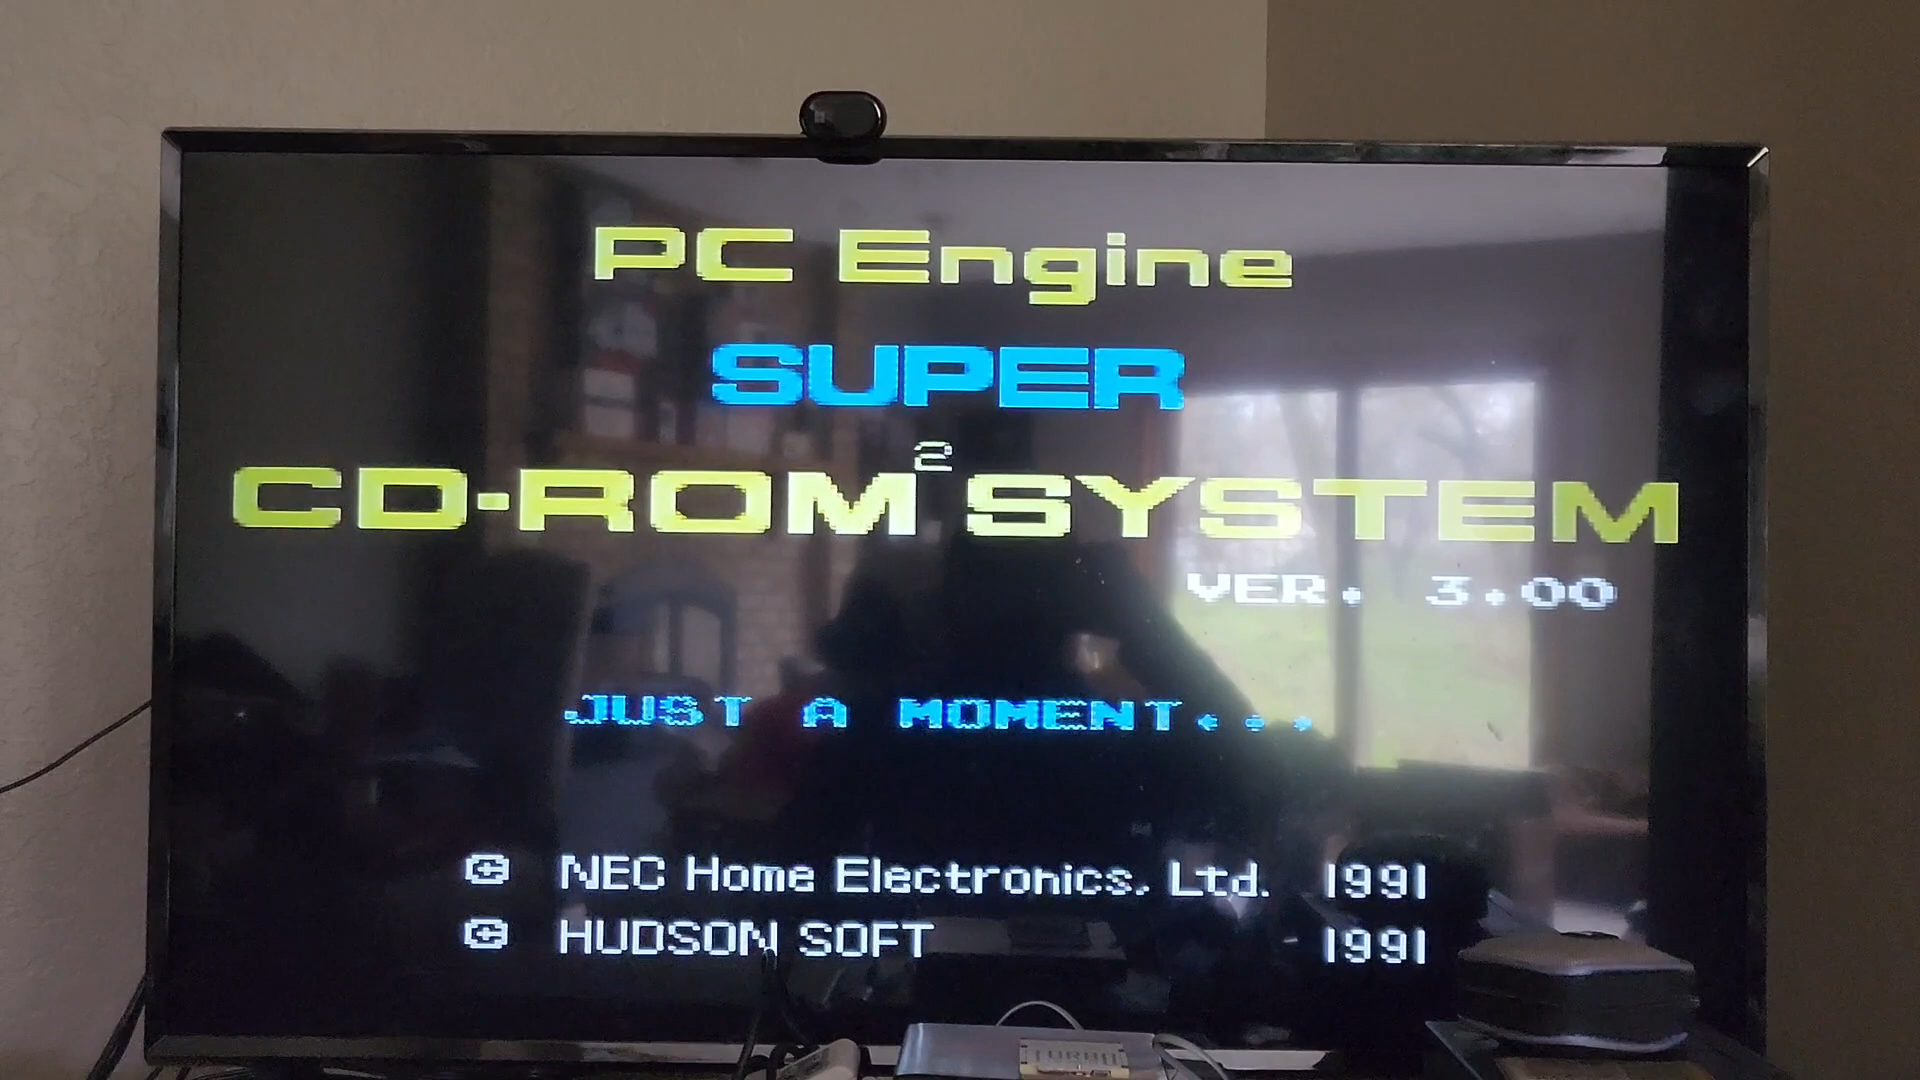 PC Engine
SUPER
CD-ROM² SYSTEM
VER. 3.00
JUST A MOMENT...
© NEC Home Electronics, Ltd. 1991
© HUDSON SOFT 1991